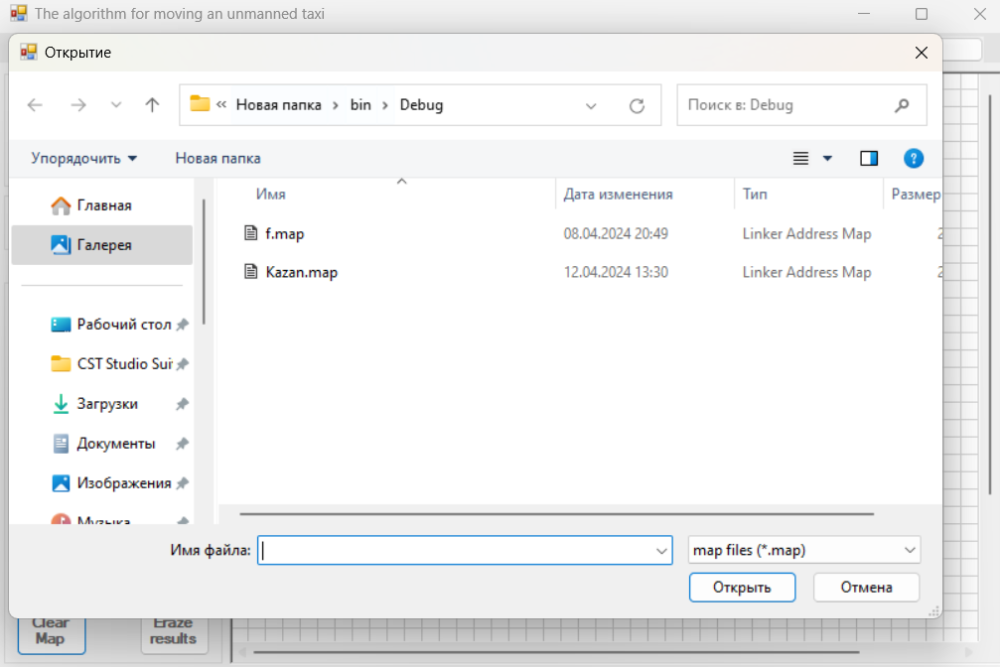 The algorithm for moving an unmanned taxi
Открытие
« Новая папка › bin › Debug
Поиск в: Debug
Упорядочить Новая папка
Имя Дата изменения Тип Размер
Главная
Галерея
f.map 08.04.2024 20:49 Linker Address Map
Kazan.map 12.04.2024 13:30 Linker Address Map
Рабочий стол
CST Studio Sui
Загрузки
Документы
Изображения
Музыка
Имя файла: map files (*.map)
Открыть Отмена
Clear Eraze
Map results